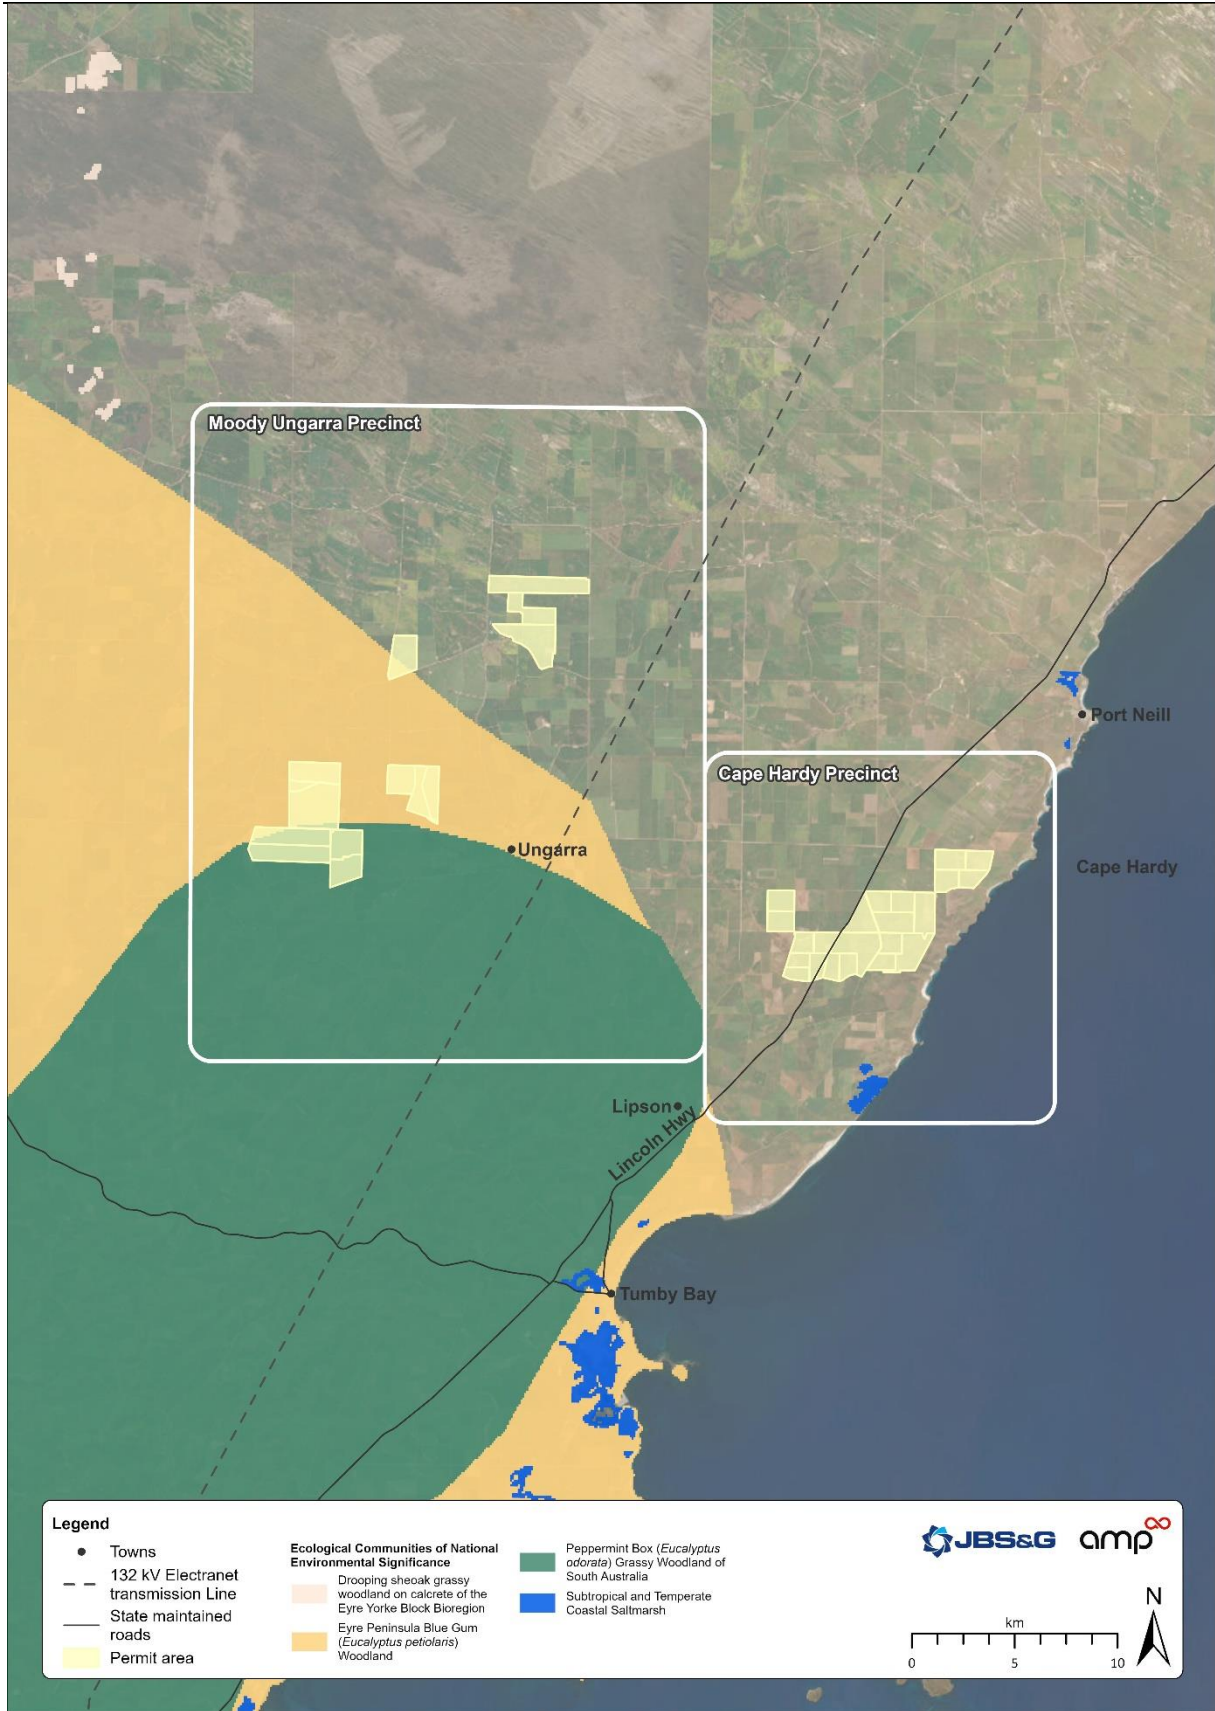 Moody Ungarra Precinct
Port Neill
Cape Hardy Precinct
Ungarra
Cape Hardy
Lipson
Lincoln Hwy
Tumby Bay
Legend
Towns
132 kV Electranet
transmission Line
State maintained
roads
Permit area
Ecological Communities of National
Environmental Significance
Drooping sheoak grassy
woodland on calcrete of the
Eyre Yorke Block Bioregion
Eyre Peninsula Blue Gum
(Eucalyptus petiolaris)
Woodland
Peppermint Box (Eucalyptus
odorata) Grassy Woodland of
South Australia
Subtropical and Temperate
Coastal Saltmarsh
JBS&G
amp
N
km
0 5 10